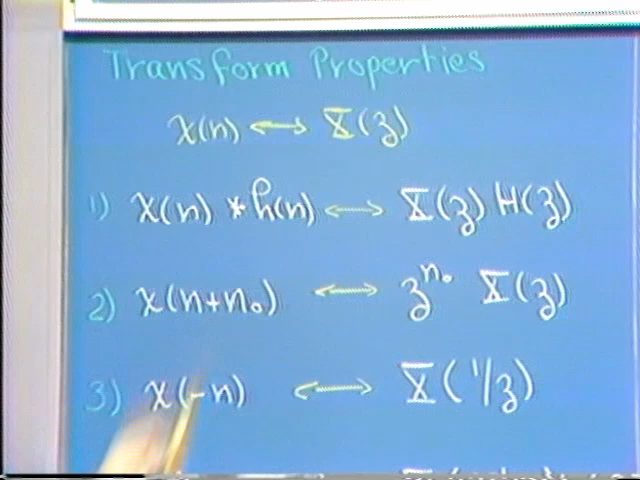 Transform Properties
x(n) ↔ X(z)
1) x(n) * h(n) ↔ X(z) H(z)
2) x(n+n₀) ↔ z^n₀ X(z)
3) x(-n) ↔ X(1/z)